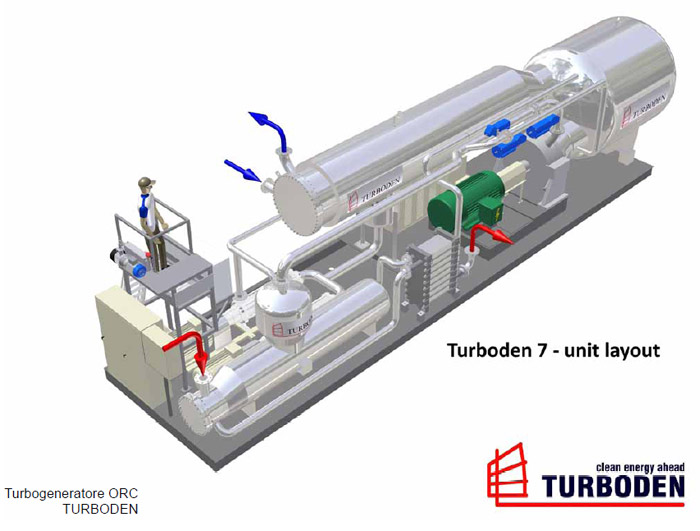 TURBODEN
TURBODEN
TURBODEN
Turboden 7 - unit layout
clean energy ahead
TURBODEN
Turbogeneratore ORC
TURBODEN